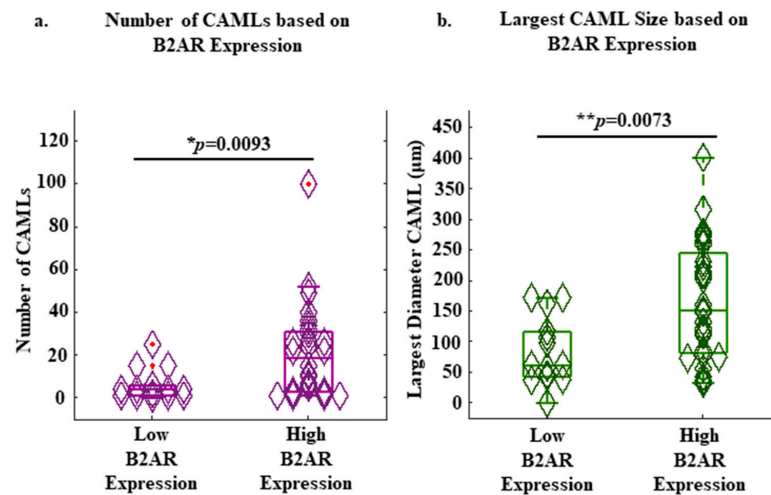 a.
Number of CAMLs based on
B2AR Expression
Number of CAMLs
120
100
80
60
40
20
0
*p=0.0093
Low
B2AR
Expression
High
B2AR
Expression
b.
Largest CAML Size based on
B2AR Expression
Largest Diameter CAML (µm)
450
400
350
300
250
200
150
100
50
0
**p=0.0073
Low
B2AR
Expression
High
B2AR
Expression